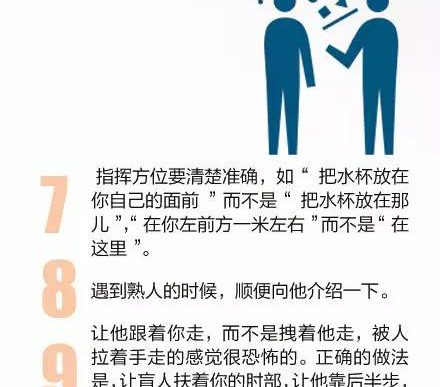 7
指挥方位要清楚准确，如“ 把水杯放在
你自己的面前 ”而不是“ 把水杯放在那
儿 ”,“ 在你左前方一米左右 ”而不是“ 在
这里 ”。
8
遇到熟人的时候，顺便向他介绍一下。
9
让他跟着你走，而不是拽着他走，被人
拉着手走的感觉很恐怖的。正确的做法
是,让盲人扶着你的肘部,让他靠后半步,